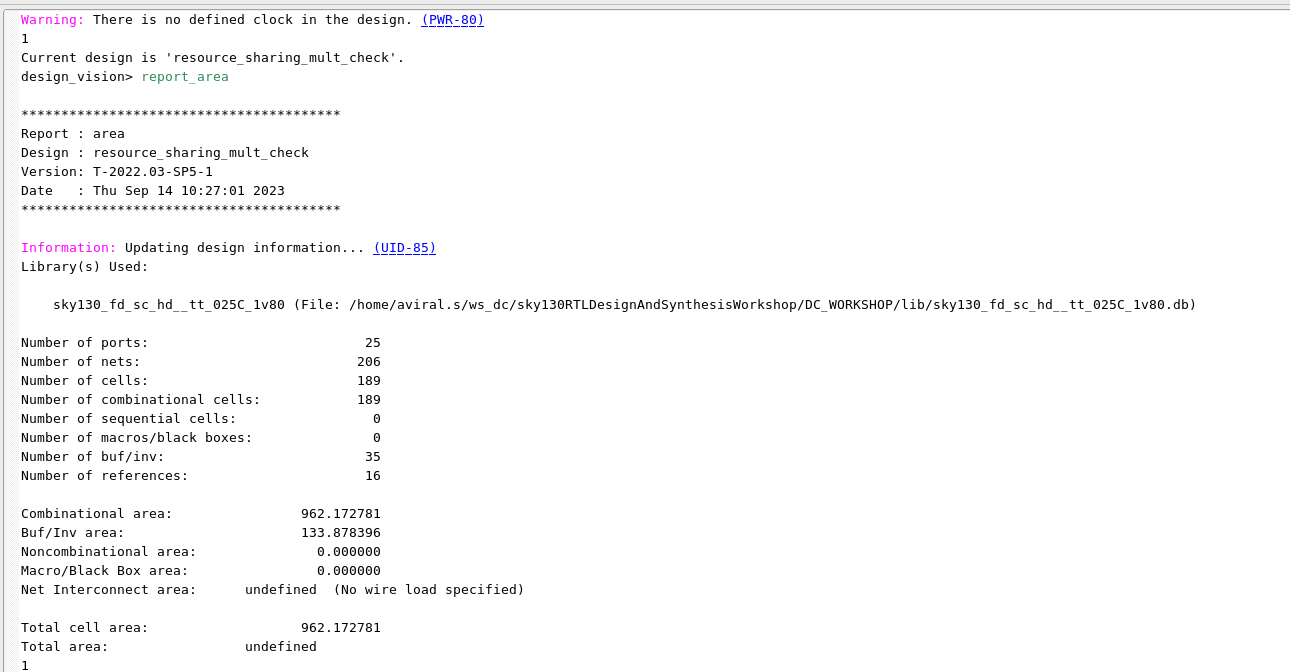 Warning: There is no defined clock in the design. (PWR-80)
1
Current design is 'resource_sharing_mult_check'.
design_vision> report_area
****************************************
Report : area
Design : resource_sharing_mult_check
Version: T-2022.03-SP5-1
Date   : Thu Sep 14 10:27:01 2023
****************************************
Information: Updating design information... (UID-85)
Library(s) Used:
    sky130_fd_sc_hd__tt_025C_1v80 (File: /home/aviral.s/ws_dc/sky130RTLDesignAndSynthesisWorkshop/DC_WORKSHOP/lib/sky130_fd_sc_hd__tt_025C_1v80.db)
Number of ports:                           25
Number of nets:                           206
Number of cells:                          189
Number of combinational cells:            189
Number of sequential cells:                 0
Number of macros/black boxes:               0
Number of buf/inv:                         35
Number of references:                      16
Combinational area:                962.172781
Buf/Inv area:                      133.878396
Noncombinational area:               0.000000
Macro/Black Box area:                0.000000
Net Interconnect area:      undefined  (No wire load specified)
Total cell area:                   962.172781
Total area:                 undefined
1